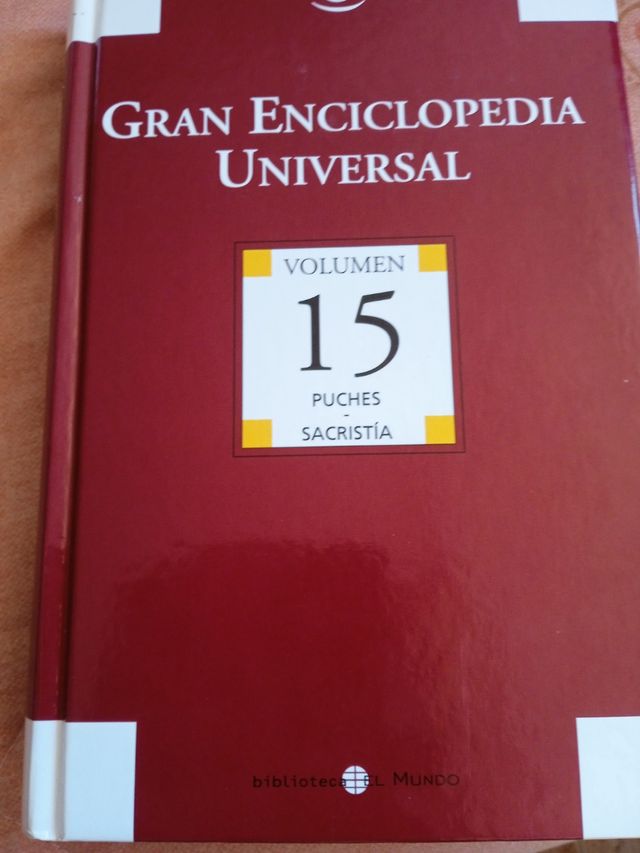 GRAN ENCICLOPEDIA
UNIVERSAL
VOLUMEN
15
PUCHES
-
SACRISTÍA
biblioteca EL MUNDO